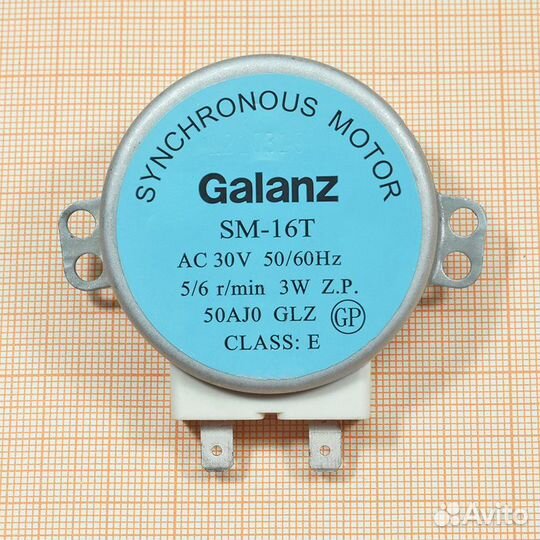 SYNCHRONOUS MOTOR
Galanz
SM-16T
AC 30V 50/60Hz
5/6 r/min 3W Z.P.
50AJ0 GLZ GP
CLASS: E
Avito